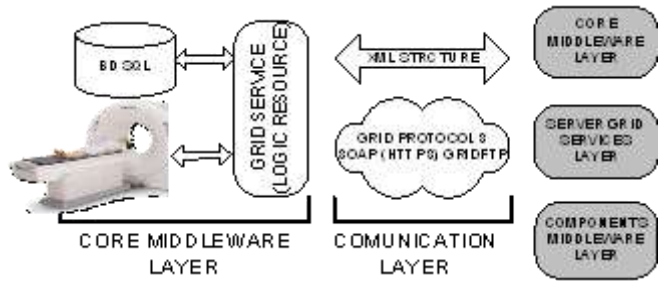 BD SQL
GRID SERVICE
(LOGIC RESOURCE)
XML STRCTURE
GRID PROTOCOLS
SOAP (HTTPS) GRIDFTP
CORE
MIDDLEWARE
LAYER
SERVER GRID
SERVICES
LAYER
COMPONENTS
MIDDLEWARE
LAYER
CORE MIDDLEWARE
LAYER
COMUNICATION
LAYER